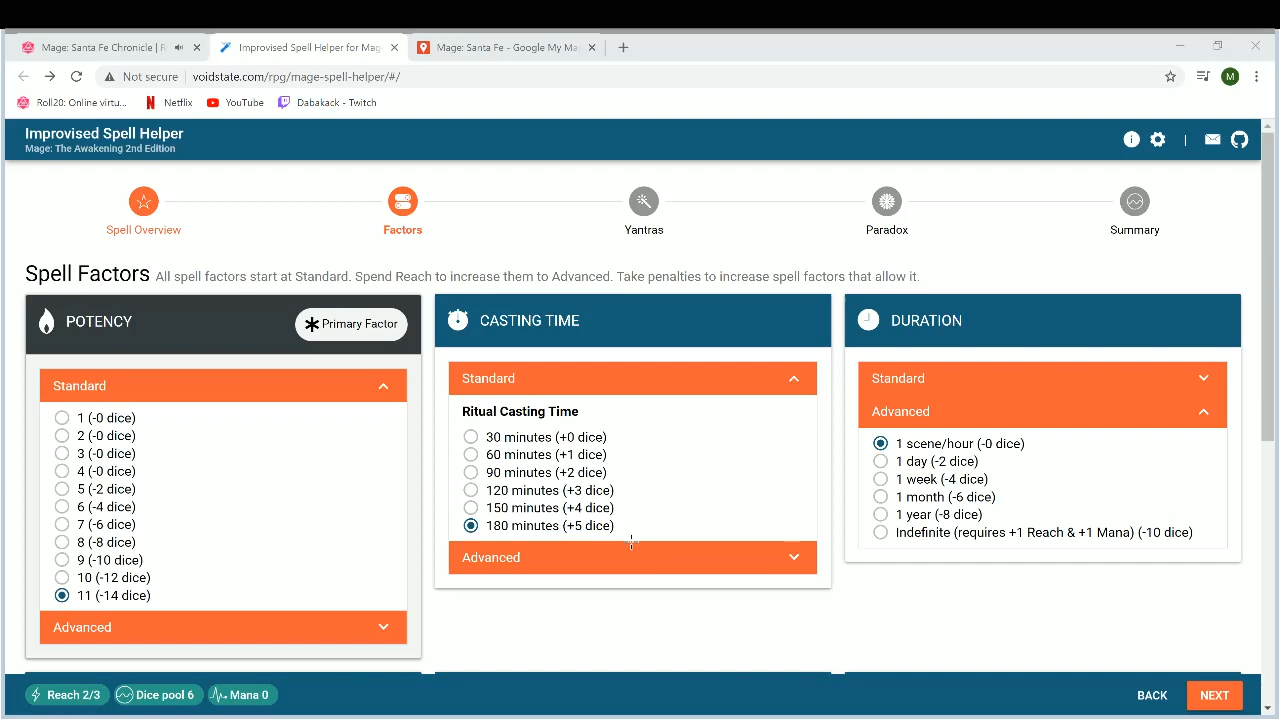 Mage: Santa Fe Chronicle | R
Improvised Spell Helper for Mag
Mage: Santa Fe - Google My Ma
Not secure
voidstate.com/rpg/mage-spell-helper/#/
M
Roll20: Online virtu...
Netflix
YouTube
Dabakack - Twitch
Improvised Spell Helper
Mage: The Awakening 2nd Edition
Spell Overview
Factors
Yantras
Paradox
Summary
Spell Factors All spell factors start at Standard. Spend Reach to increase them to Advanced. Take penalties to increase spell factors that allow it.
POTENCY
Primary Factor
Standard
1 (-0 dice)
2 (-0 dice)
3 (-0 dice)
4 (-0 dice)
5 (-2 dice)
6 (-4 dice)
7 (-6 dice)
8 (-8 dice)
9 (-10 dice)
10 (-12 dice)
11 (-14 dice)
Advanced
CASTING TIME
Standard
Ritual Casting Time
30 minutes (+0 dice)
60 minutes (+1 dice)
90 minutes (+2 dice)
120 minutes (+3 dice)
150 minutes (+4 dice)
180 minutes (+5 dice)
Advanced
DURATION
Standard
Advanced
1 scene/hour (-0 dice)
1 day (-2 dice)
1 week (-4 dice)
1 month (-6 dice)
1 year (-8 dice)
Indefinite (requires +1 Reach & +1 Mana) (-10 dice)
Reach 2/3
Dice pool 6
Mana 0
BACK
NEXT